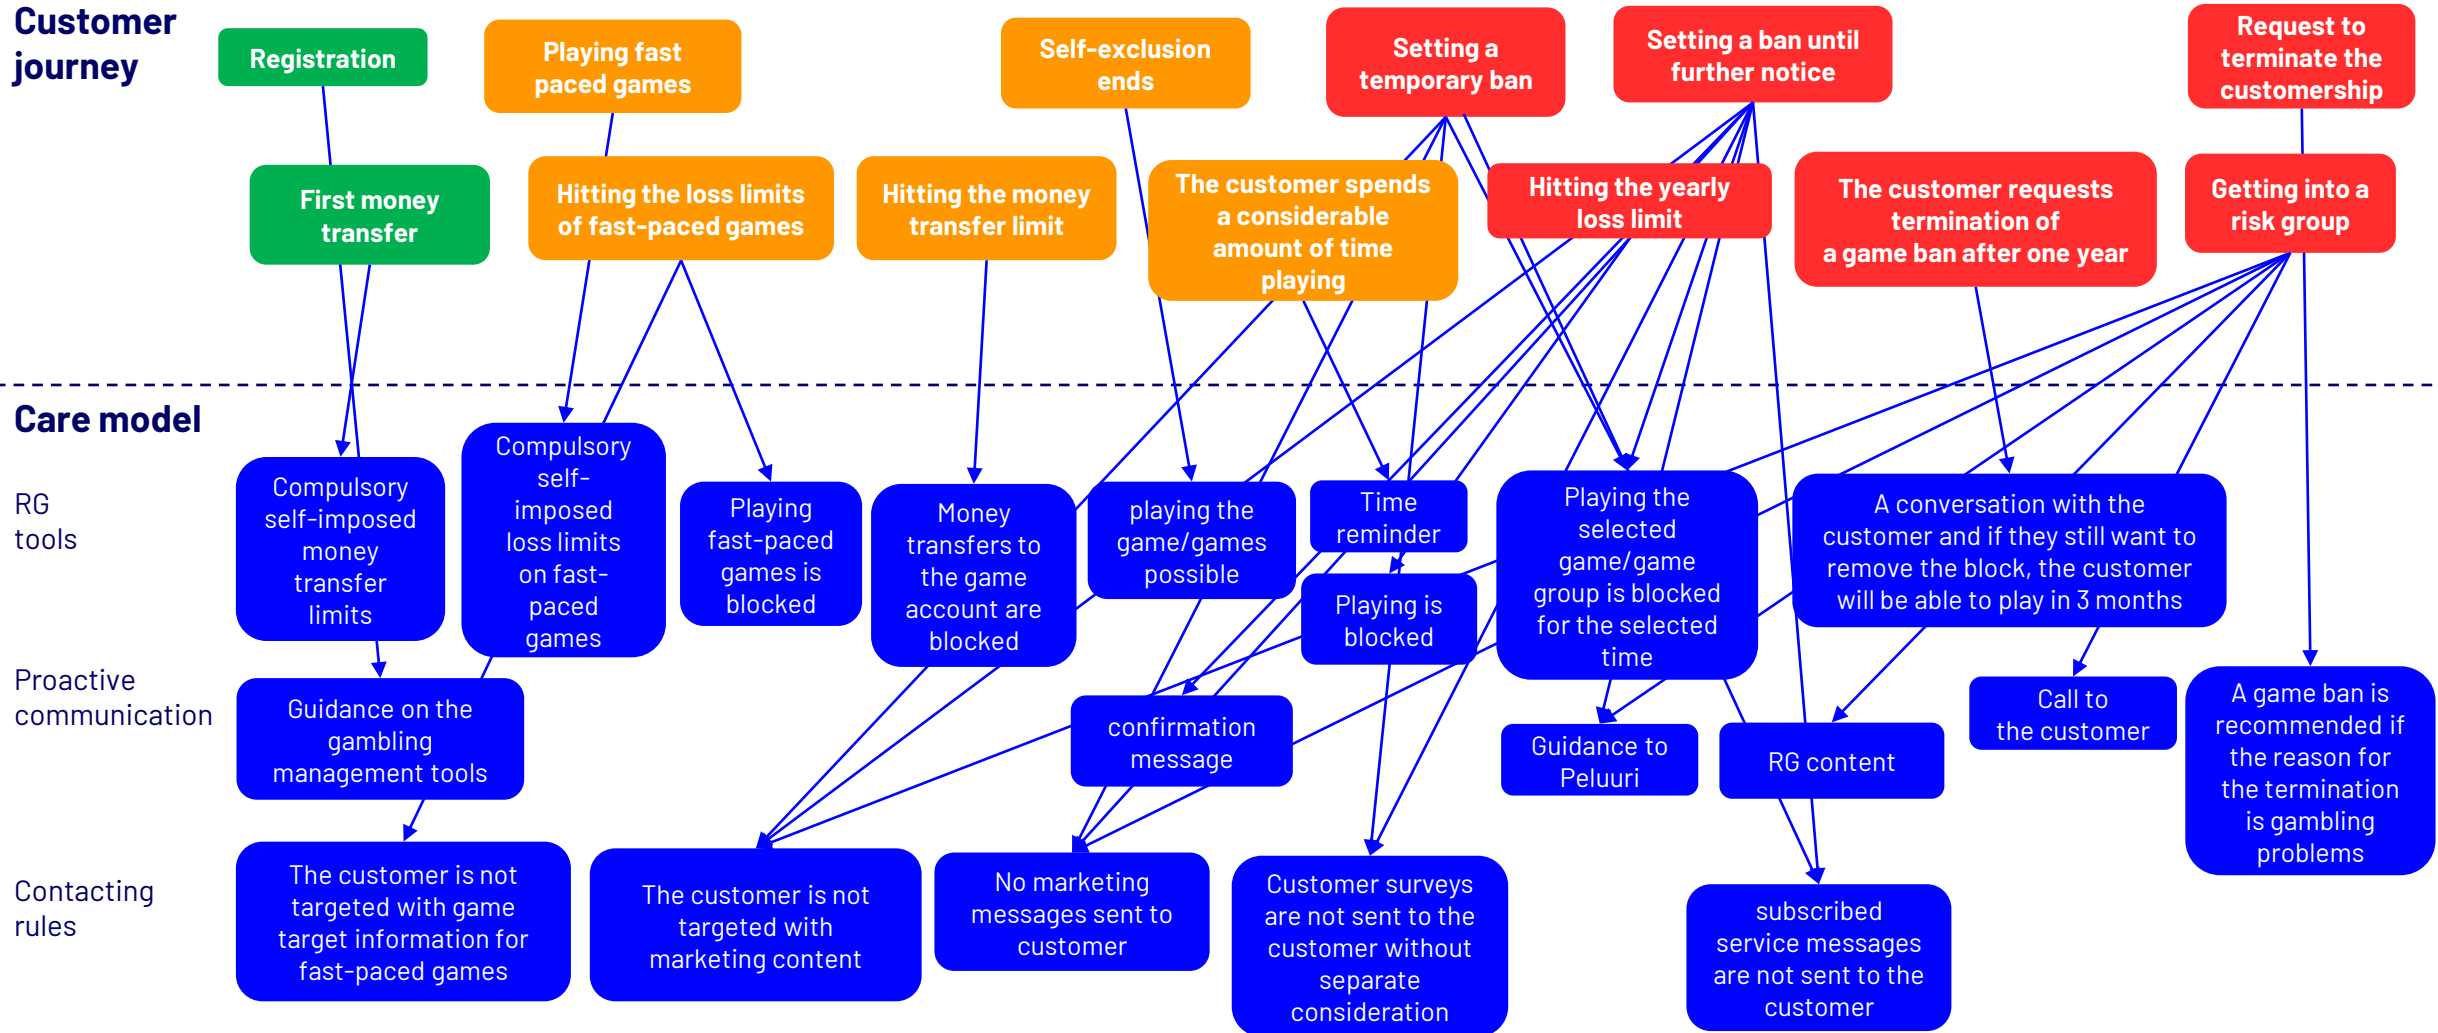 Customer
journey
Registration
Playing fast
paced games
Self-exclusion
ends
Setting a
temporary ban
Setting a ban until
further notice
Request to
terminate the
customership
First money
transfer
Hitting the loss limits
of fast-paced games
Hitting the money
transfer limit
The customer spends
a considerable
amount of time
playing
Hitting the yearly
loss limit
The customer requests
termination of
a game ban after one year
Getting into a
risk group
Care model
RG
tools
Compulsory
self-imposed
money
transfer
limits
Compulsory
self-
imposed
loss limits
on fast-
paced
games
Playing
fast-paced
games is
blocked
Money
transfers to
the game
account are
blocked
playing the
game/games
possible
Time
reminder
Playing is
blocked
Playing the
selected
game/game
group is blocked
for the selected
time
A conversation with the
customer and if they still want to
remove the block, the customer
will be able to play in 3 months
Proactive
communication
Guidance on the
gambling
management tools
confirmation
message
Guidance to
Peluuri
RG content
Call to
the customer
A game ban is
recommended if
the reason for
the termination
is gambling
problems
Contacting
rules
The customer is not
targeted with game
target information for
fast-paced games
The customer is not
targeted with
marketing content
No marketing
messages sent to
customer
Customer surveys
are not sent to the
customer without
separate
consideration
subscribed
service messages
are not sent to the
customer